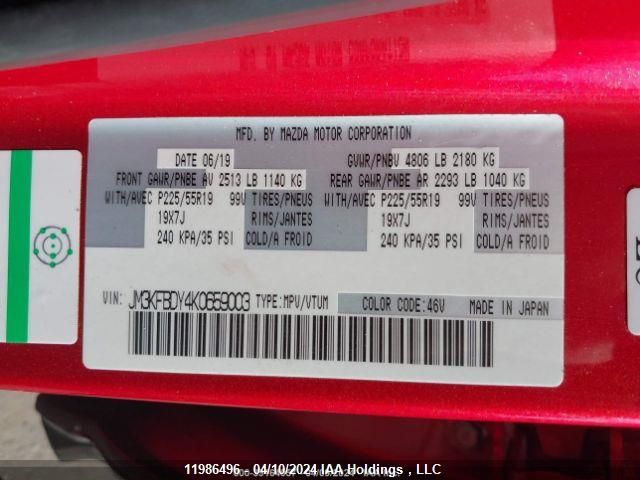 MFD. BY MAZDA MOTOR CORPORATION
DATE 06/19 GVWR/PNBV 4806 LB 2180 KG
FRONT GAWR/PNBE AV 2513 LB 1140 KG REAR GAWR/PNBE AR 2293 LB 1040 KG
WITH/AVEC P225/55R19 99V TIRES/PNEUS WITH/AVEC P225/55R19 99V TIRES/PNEUS
19X7J RIMS/JANTES 19X7J RIMS/JANTES
240 KPA/35 PSI COLD/A FROID 240 KPA/35 PSI COLD/A FROID
VIN: JM3KFBDY4K0659003 TYPE:MPV/VTUM COLOR CODE:46V MADE IN JAPAN
11986496 - 04/10/2024 IAA Holdings , LLC